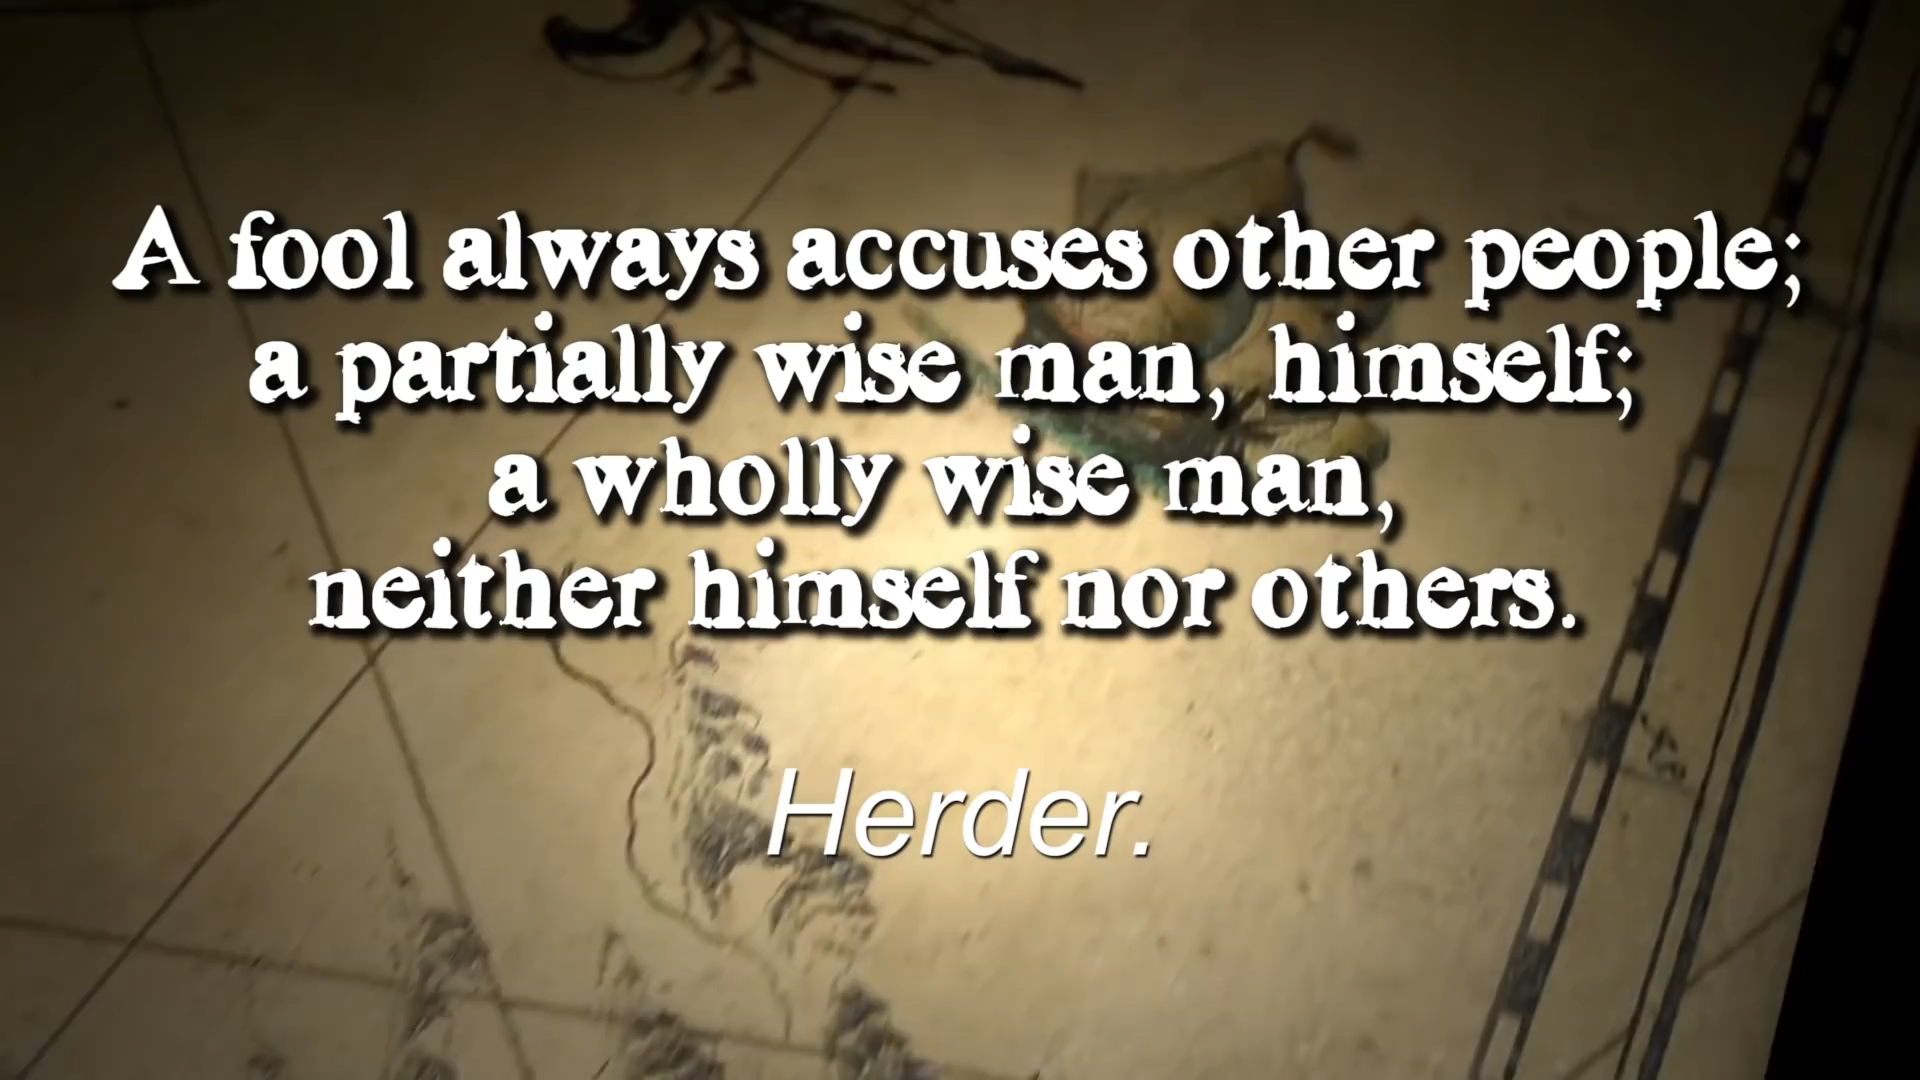 A fool always accuses other people;
a partially wise man, himself;
a wholly wise man,
neither himself nor others.
Herder.